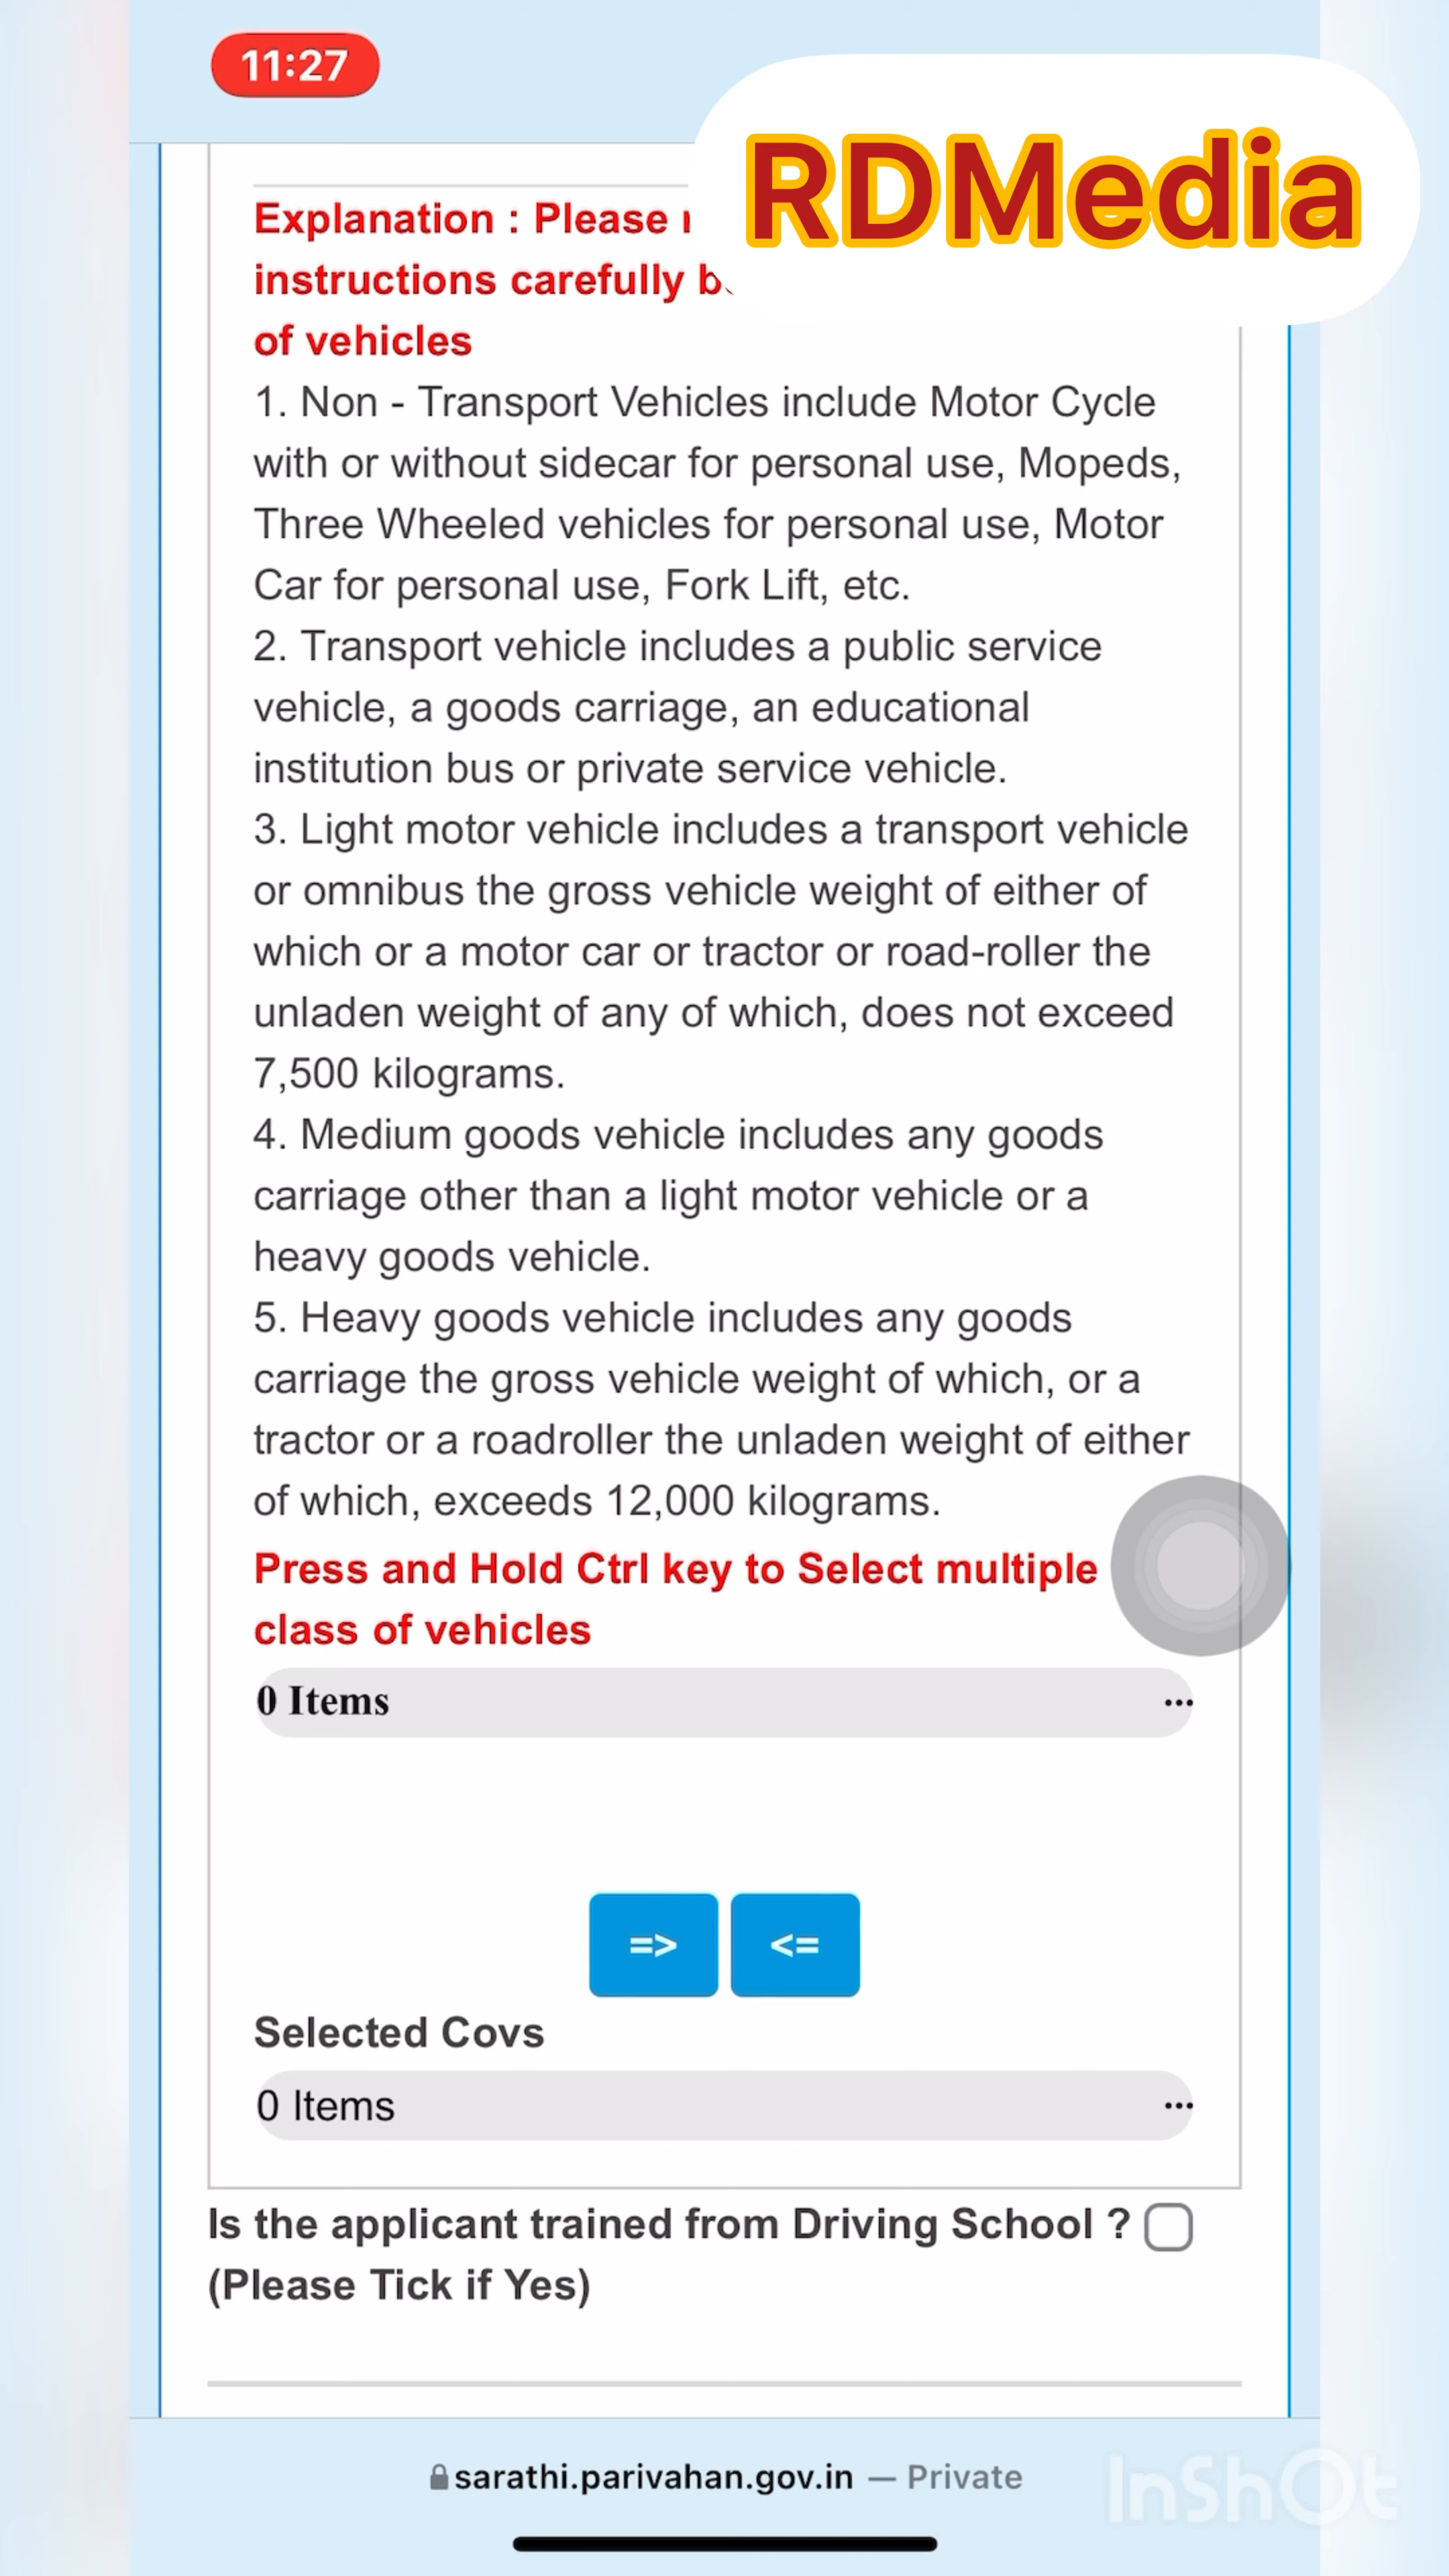 11:27
RDMedia
Explanation : Please
instructions carefully
of vehicles
1. Non - Transport Vehicles include Motor Cycle
with or without sidecar for personal use, Mopeds,
Three Wheeled vehicles for personal use, Motor
Car for personal use, Fork Lift, etc.
2. Transport vehicle includes a public service
vehicle, a goods carriage, an educational
institution bus or private service vehicle.
3. Light motor vehicle includes a transport vehicle
or omnibus the gross vehicle weight of either of
which or a motor car or tractor or road-roller the
unladen weight of any of which, does not exceed
7,500 kilograms.
4. Medium goods vehicle includes any goods
carriage other than a light motor vehicle or a
heavy goods vehicle.
5. Heavy goods vehicle includes any goods
carriage the gross vehicle weight of which, or a
tractor or a roadroller the unladen weight of either
of which, exceeds 12,000 kilograms.
Press and Hold Ctrl key to Select multiple
class of vehicles
0 Items ...
=> <=
Selected Covs
0 Items ...
Is the applicant trained from Driving School ?
(Please Tick if Yes)
sarathi.parivahan.gov.in — Private
InShOt